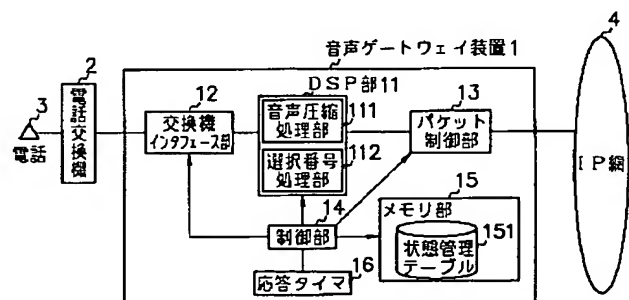 音声ゲートウェイ装置1
4
2
DSP部11
3
12
13
電話交換機
交換機
インタフェース部
音声圧縮
処理部
111
パケット
制御部
電話
選択番号
処理部
112
IP網
15
14
メモリ部
制御部
状態管理
テーブル
151
16
応答タイマ